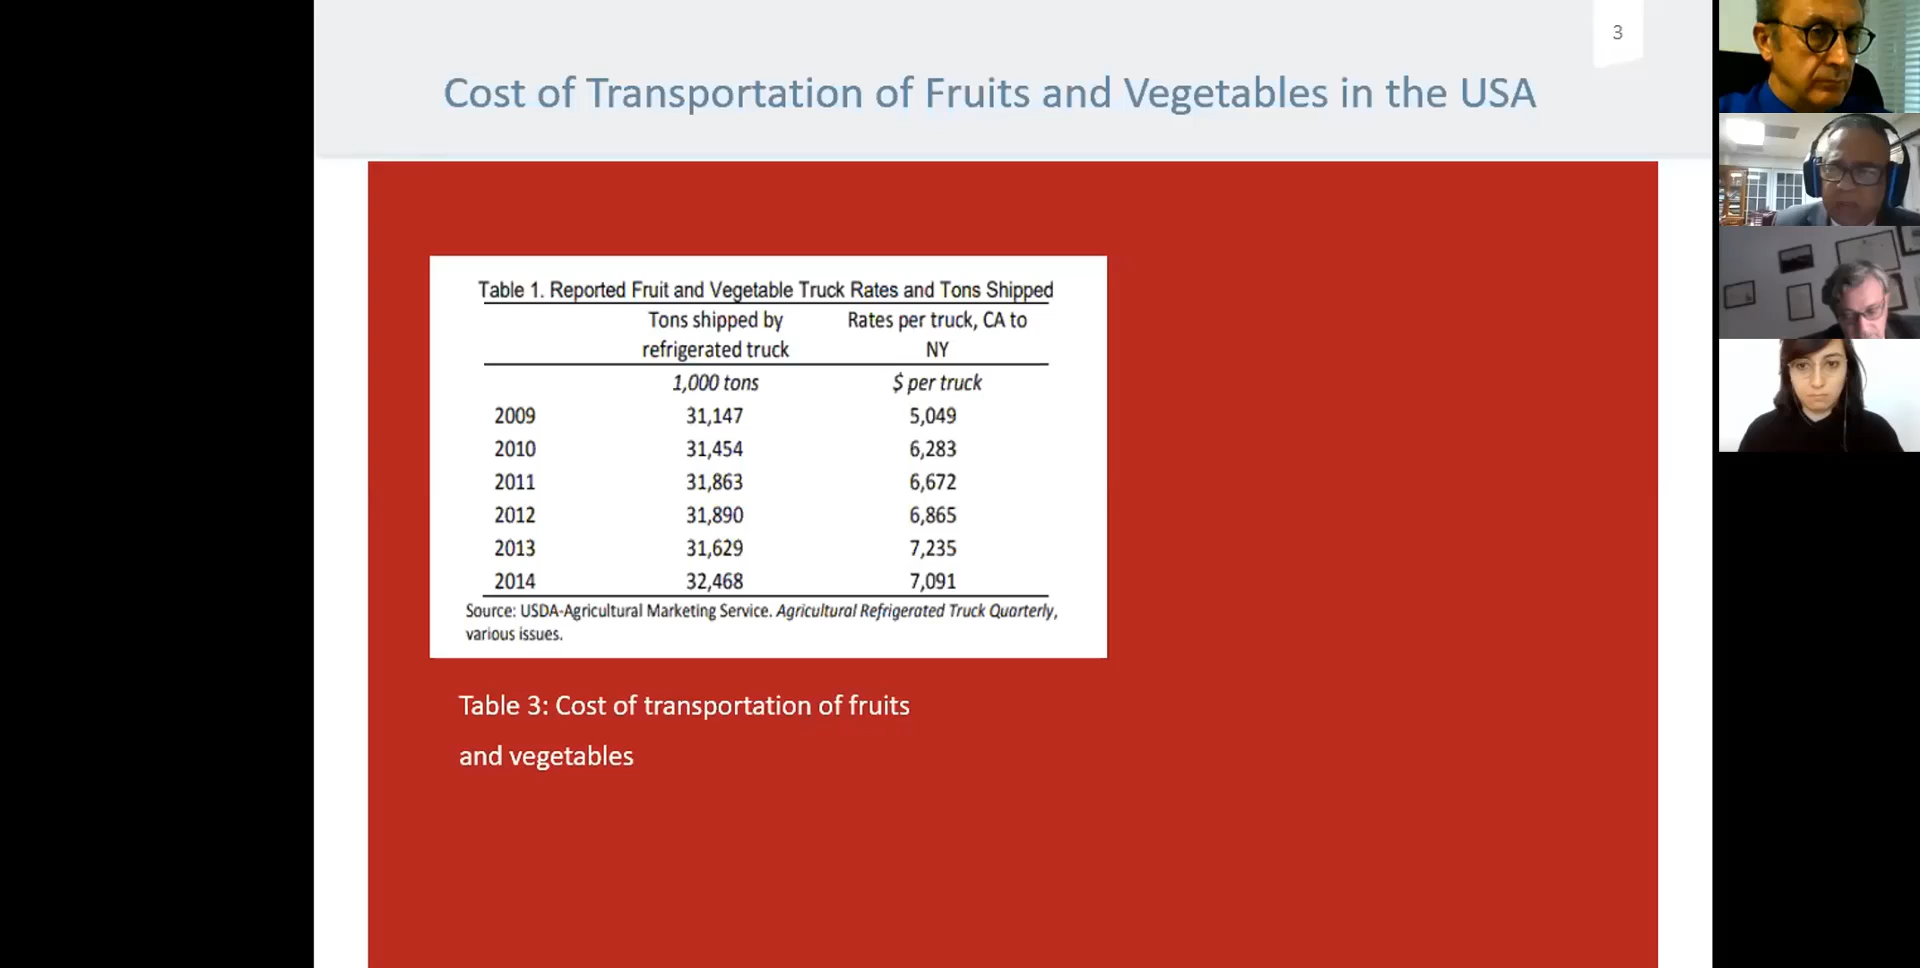 3
Cost of Transportation of Fruits and Vegetables in the USA
Table 1. Reported Fruit and Vegetable Truck Rates and Tons Shipped
Tons shipped by Rates per truck, CA to
refrigerated truck NY
1,000 tons $ per truck
2009 31,147 5,049
2010 31,454 6,283
2011 31,863 6,672
2012 31,890 6,865
2013 31,629 7,235
2014 32,468 7,091
Source: USDA-Agricultural Marketing Service. Agricultural Refrigerated Truck Quarterly,
various issues.
Table 3: Cost of transportation of fruits
and vegetables